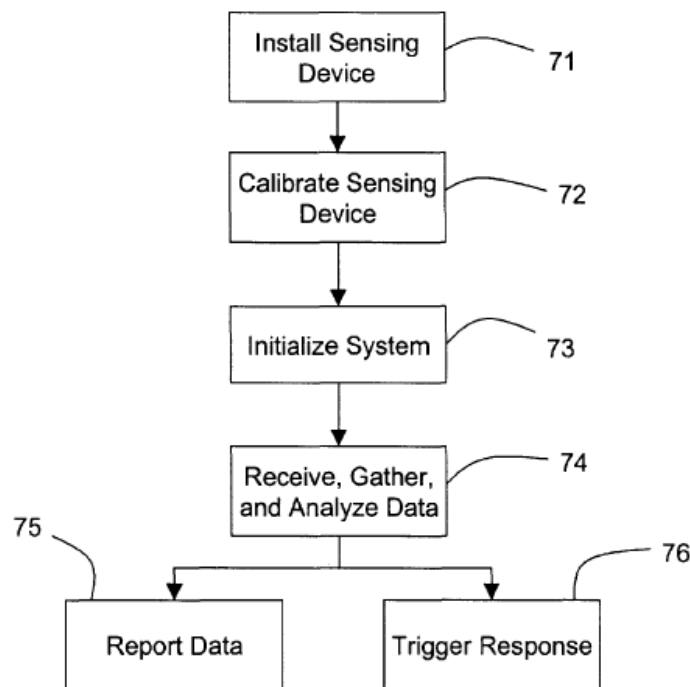 Install Sensing
Device
71
Calibrate Sensing
Device
72
Initialize System
73
Receive, Gather,
and Analyze Data
74
75
Report Data
76
Trigger Response